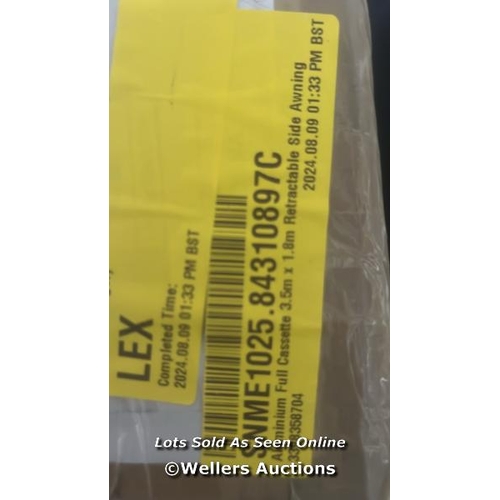 LEX
Completed Time:
2024.08.09 01:33 PM BST
SNME1025.84310897C
Aluminium Full Cassette 3.5m x 1.8m Retractable Side Awning
358704
2024.08.09 01:33 PM BST
Lots Sold As Seen Online
©Wellers Auctions